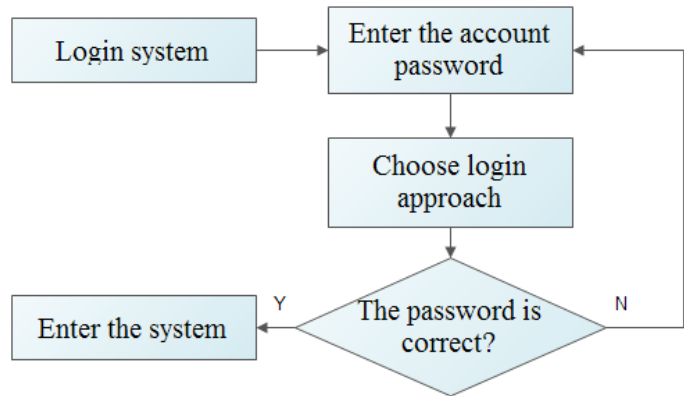 Login system
Enter the account
password
Choose login
approach
The password is
correct?
Y
N
Enter the system